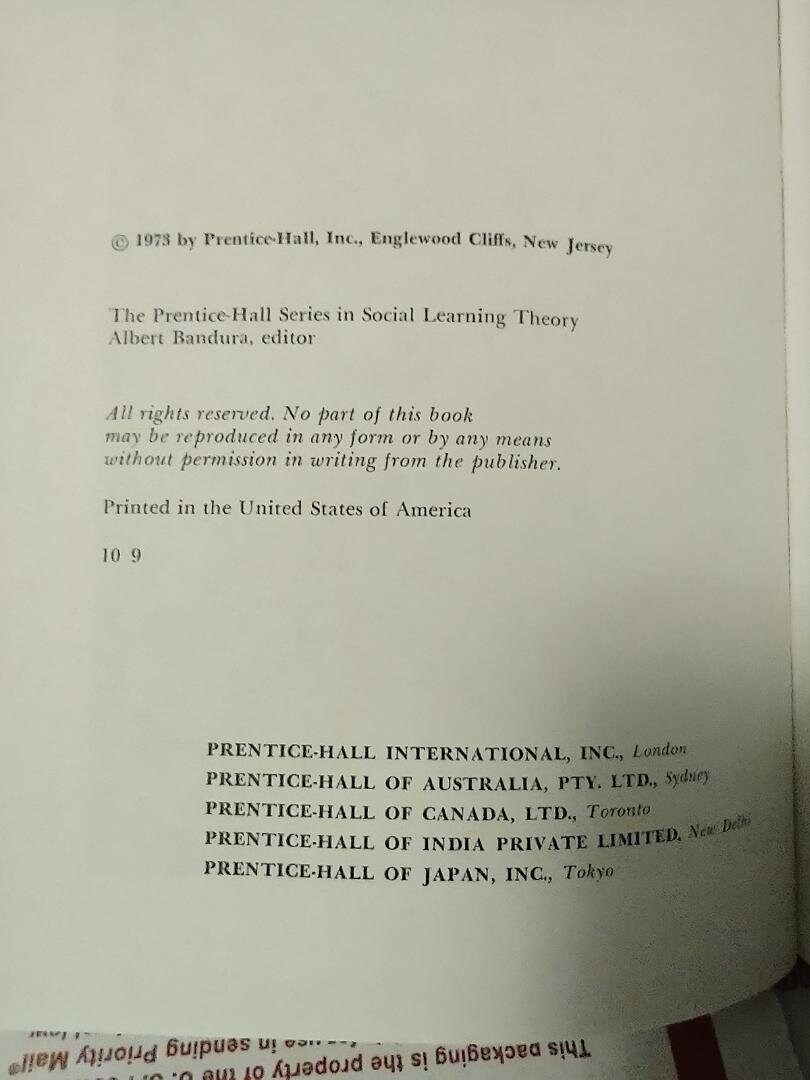 © 1973 by Prentice-Hall, Inc., Englewood Cliffs, New Jersey
The Prentice-Hall Series in Social Learning Theory
Albert Bandura, editor
All rights reserved. No part of this book
may be reproduced in any form or by any means
without permission in writing from the publisher.
Printed in the United States of America
10 9
PRENTICE-HALL INTERNATIONAL, INC., London
PRENTICE-HALL OF AUSTRALIA, PTY. LTD., Sydney
PRENTICE-HALL OF CANADA, LTD., Toronto
PRENTICE-HALL OF INDIA PRIVATE LIMITED, New Delhi
PRENTICE-HALL OF JAPAN, INC., Tokyo
This packaging is the property of the U.S.
for use in sending Priority Mail®